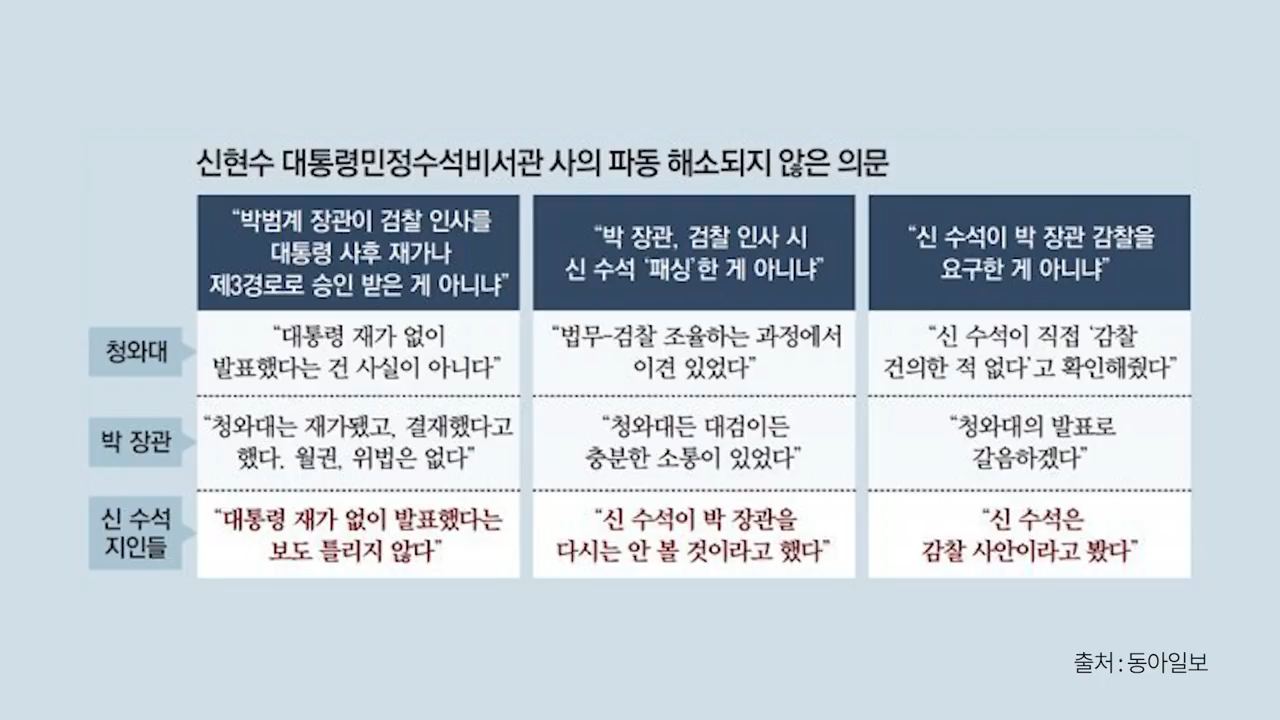 신현수 대통령민정수석비서관 사의 파동 해소되지 않은 의문
“박범계 장관이 검찰 인사를
대통령 사후 재가나
제3경로로 승인 받은 게 아니냐”
“박 장관, 검찰 인사 시
신 수석 ‘패싱’한 게 아니냐”
“신 수석이 박 장관 감찰을
요구한 게 아니냐”
청와대
“대통령 재가 없이
발표했다는 건 사실이 아니다”
“법무-검찰 조율하는 과정에서
이견 있었다”
“신 수석이 직접 ‘감찰
건의한 적 없다’고 확인해줬다”
박 장관
“청와대는 재가됐고, 결재했다고
했다. 월권, 위법은 없다”
“청와대든 대검이든
충분한 소통이 있었다”
“청와대의 발표로
갈음하겠다”
신 수석
지인들
“대통령 재가 없이 발표했다는
보도 틀리지 않다”
“신 수석이 박 장관을
다시는 안 볼 것이라고 했다”
“신 수석은
감찰 사안이라고 봤다”
출처 : 동아일보